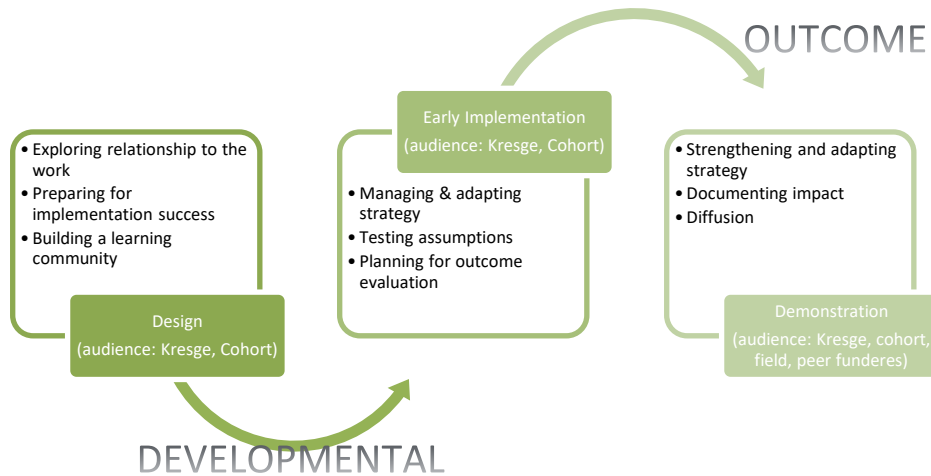 OUTCOME
• Exploring relationship to the
work
• Preparing for
implementation success
• Building a learning
community
Design
(audience: Kresge, Cohort)
Early Implementation
(audience: Kresge, Cohort)
• Managing & adapting
strategy
• Testing assumptions
• Planning for outcome
evaluation
• Strengthening and adapting
strategy
• Documenting impact
• Diffusion
Demonstration
(audience: Kresge, cohort,
field, peer funderes)
DEVELOPMENTAL